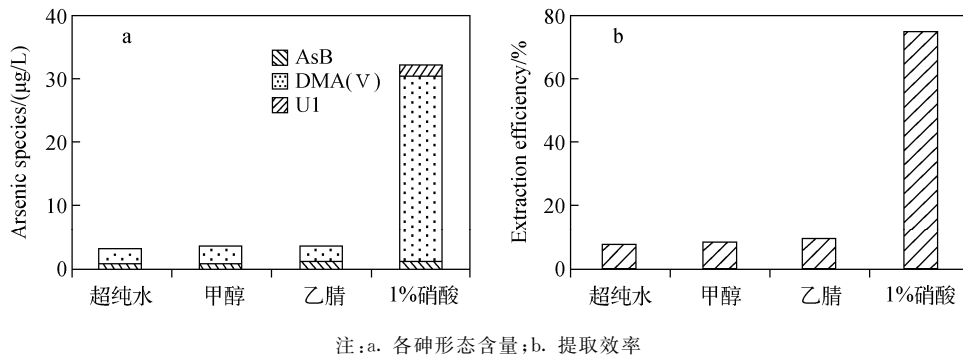 Arsenic species/(μg/L)
40
30
20
10
0
a
AsB
DMA(Ⅴ)
U1
超纯水 甲醇 乙腈 1%硝酸
Extraction efficiency/%
80
60
40
20
0
b
超纯水 甲醇 乙腈 1%硝酸
注:a. 各砷形态含量;b. 提取效率